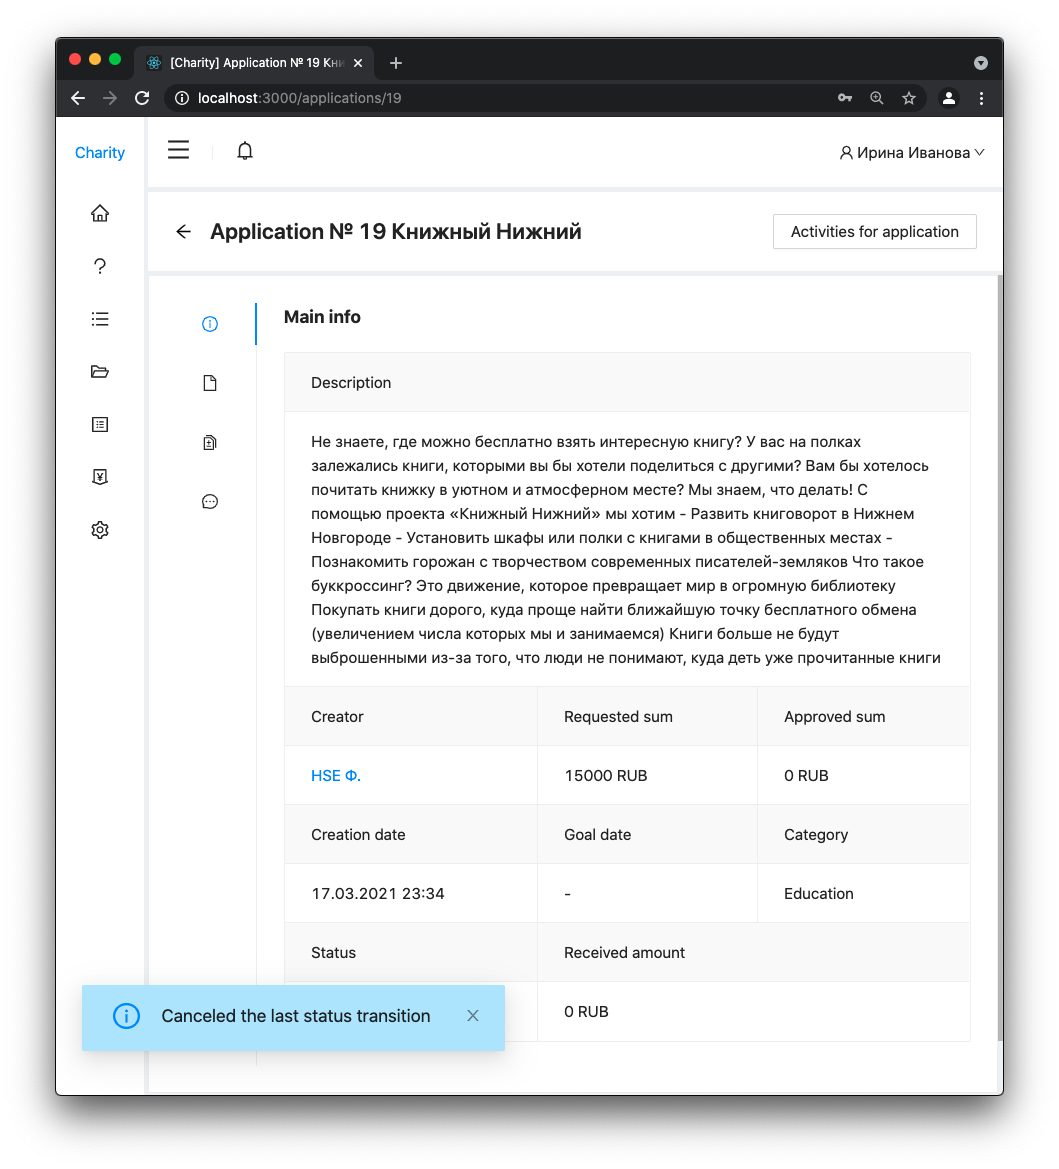 [Charity] Application № 19 Кни
localhost:3000/applications/19
Charity
Ирина Иванова
Application № 19 Книжный Нижний
Activities for application
Main info
Description
Не знаете, где можно бесплатно взять интересную книгу? У вас на полках
залежались книги, которыми вы бы хотели поделиться с другими? Вам бы хотелось
почитать книжку в уютном и атмосферном месте? Мы знаем, что делать! С
помощью проекта «Книжный Нижний» мы хотим - Развить книговорот в Нижнем
Новгороде - Установить шкафы или полки с книгами в общественных местах -
Познакомить горожан с творчеством современных писателей-земляков Что такое
буккроссинг? Это движение, которое превращает мир в огромную библиотеку
Покупать книги дорого, куда проще найти ближайшую точку бесплатного обмена
(увеличением числа которых мы и занимаемся) Книги больше не будут
выброшенными из-за того, что люди не понимают, куда деть уже прочитанные книги
Creator Requested sum Approved sum
HSE Ф. 15000 RUB 0 RUB
Creation date Goal date Category
17.03.2021 23:34 - Education
Status Received amount
0 RUB
Canceled the last status transition